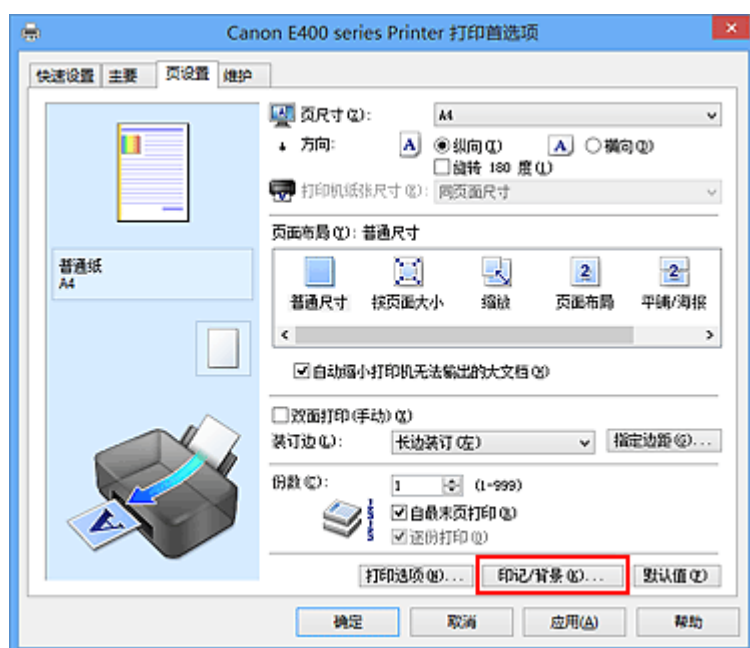 Canon E400 series Printer 打印首选项
快速设置 主要 页设置 维护
页尺寸(Z): A4
方向: A 纵向(T) A 横向(D)
旋转 180 度(L)
打印机纸张尺寸(R): 同页面尺寸
页面布局(Y): 普通尺寸
普通纸
A4
2 2
普通尺寸 按页面大小 缩放 页面布局 平铺/海报
自动缩小打印机无法输出的大文档(X)
双面打印(手动)(X)
装订边(L): 长边装订(左) 指定边距(G)...
份数(C): 1 (1-999)
自最末页打印(B)
逐份打印(O)
打印选项(N)... 印记/背景(K)... 默认值(Z)
确定 取消 应用(A) 帮助